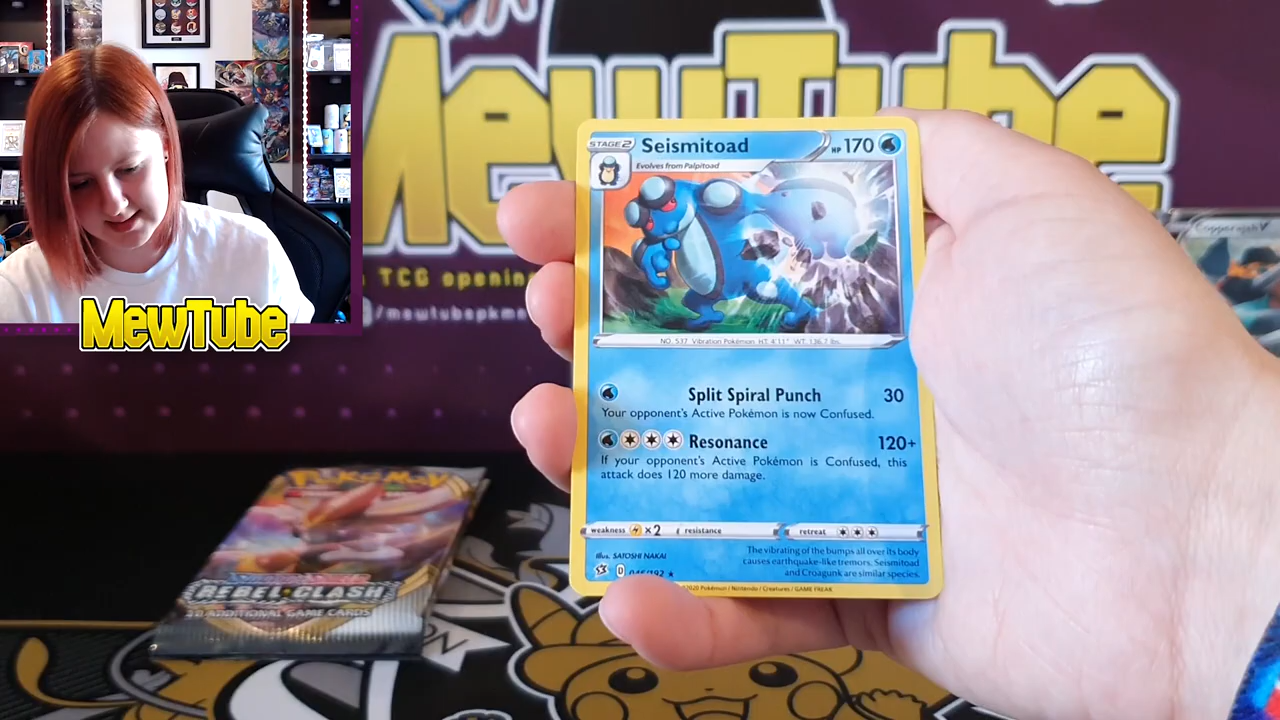 MewTube
MewTube
TCG opening
/mewtubepkm
STAGE 2
Seismitoad
HP 170
Evolves from Palpitoad
NO. 537 Vibration Pokémon HT: 4'11" WT: 136.7 lbs.
Split Spiral Punch 30
Your opponent's Active Pokémon is now Confused.
Resonance 120+
If your opponent's Active Pokémon is Confused, this
attack does 120 more damage.
weakness ×2 resistance retreat
Illus. SATOSHI NAKAI
D 046/192
The vibrating of the bumps all over its body
causes earthquake-like tremors. Seismitoad
and Croagunk are similar species.
2020 Pokémon / Nintendo / Creatures / GAME FREAK
Copperajah V
Pokémon
REBEL CLASH
10 ADDITIONAL GAME CARDS